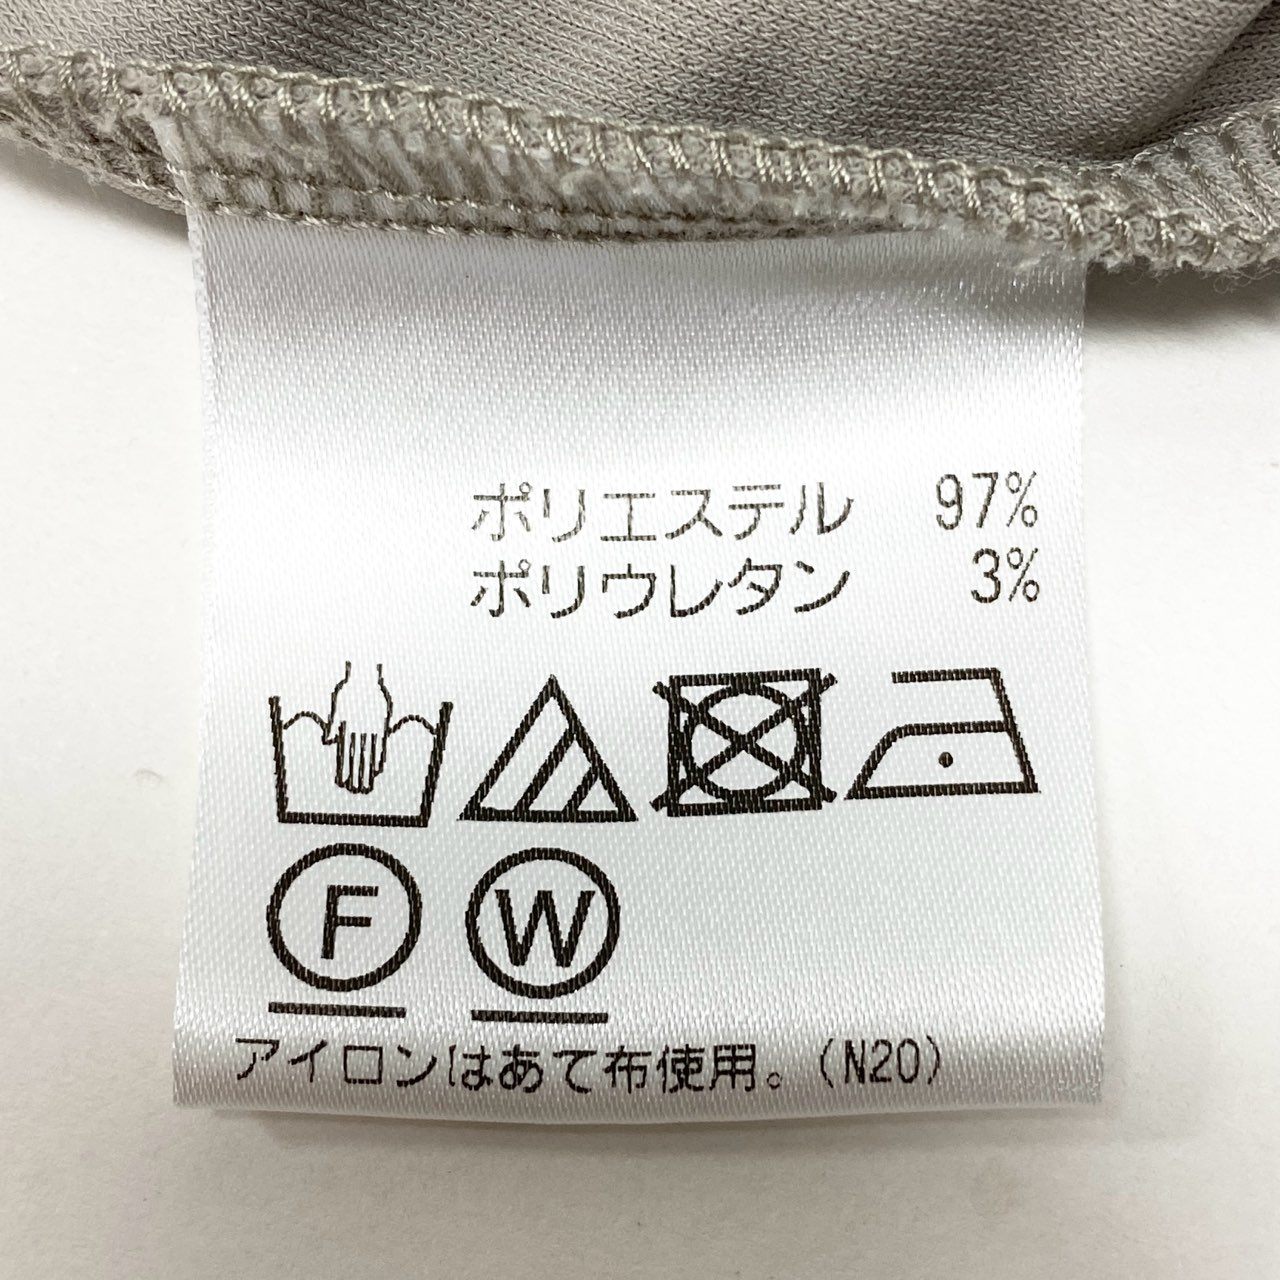 ポリエステル 97%
ポリウレタン 3%
F W
アイロンはあて布使用。(N20)